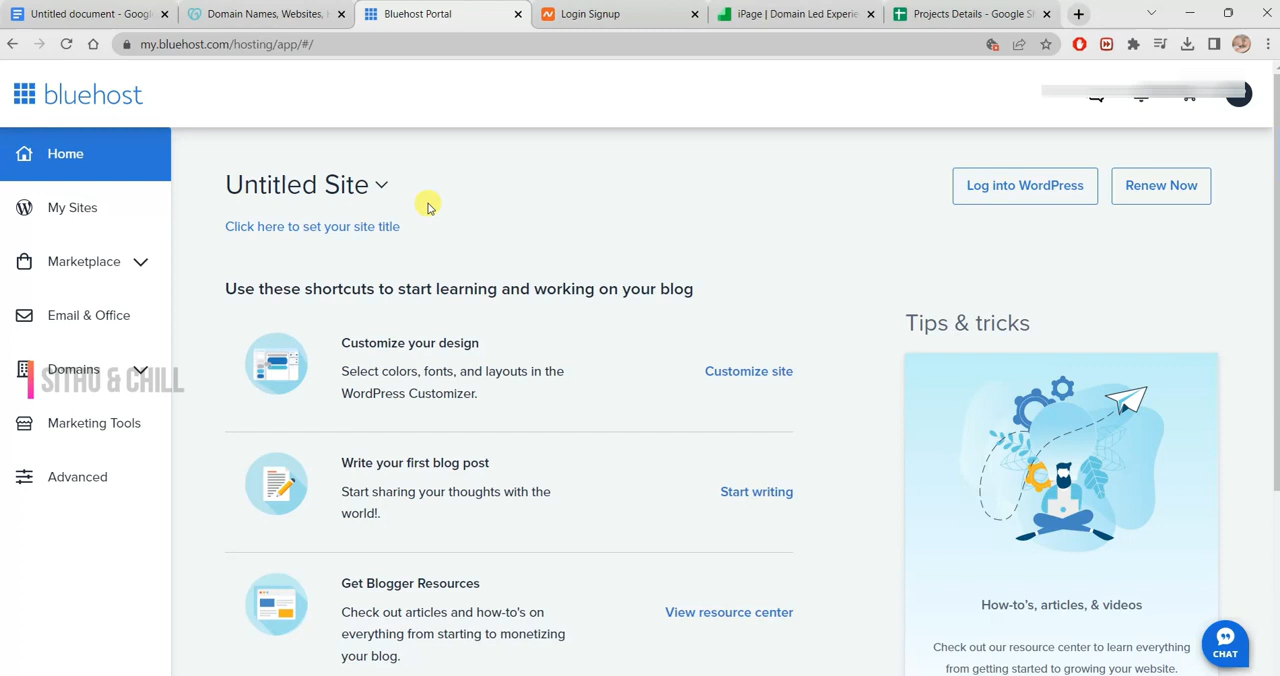 Untitled document - Googl
Domain Names, Websites, H
Bluehost Portal
Login Signup
iPage | Domain Led Experie
Projects Details - Google S
my.bluehost.com/hosting/app/#/
bluehost
Home
My Sites
Marketplace
Email & Office
Domains
SITHU & CHILL
Marketing Tools
Advanced
Untitled Site
Click here to set your site title
Log into WordPress
Renew Now
Use these shortcuts to start learning and working on your blog
Customize your design
Select colors, fonts, and layouts in the
WordPress Customizer.
Customize site
Write your first blog post
Start sharing your thoughts with the
world!.
Start writing
Get Blogger Resources
Check out articles and how-to's on
everything from starting to monetizing
your blog.
View resource center
Tips & tricks
How-to's, articles, & videos
Check out our resource center to learn everything
from getting started to growing your website.
CHAT